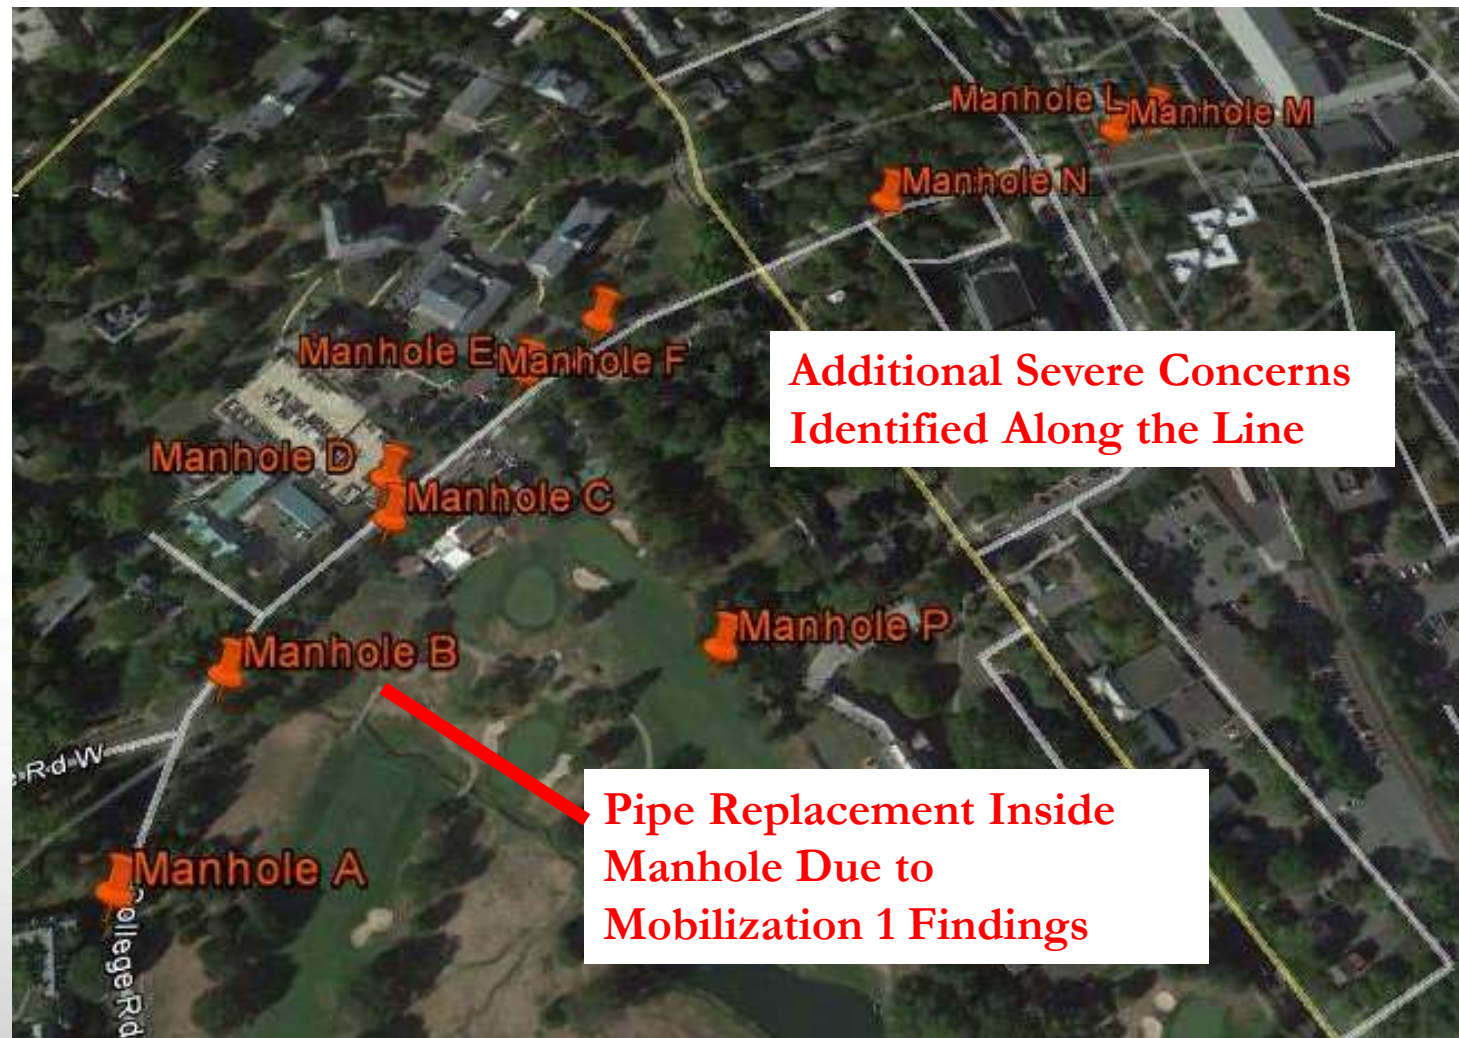 Manhole L
Manhole M
Manhole N
Manhole E
Manhole F
Additional Severe Concerns
Identified Along the Line
Manhole D
Manhole C
Manhole P
Manhole B
Rd W
Pipe Replacement Inside
Manhole Due to
Mobilization 1 Findings
Manhole A
College Rd